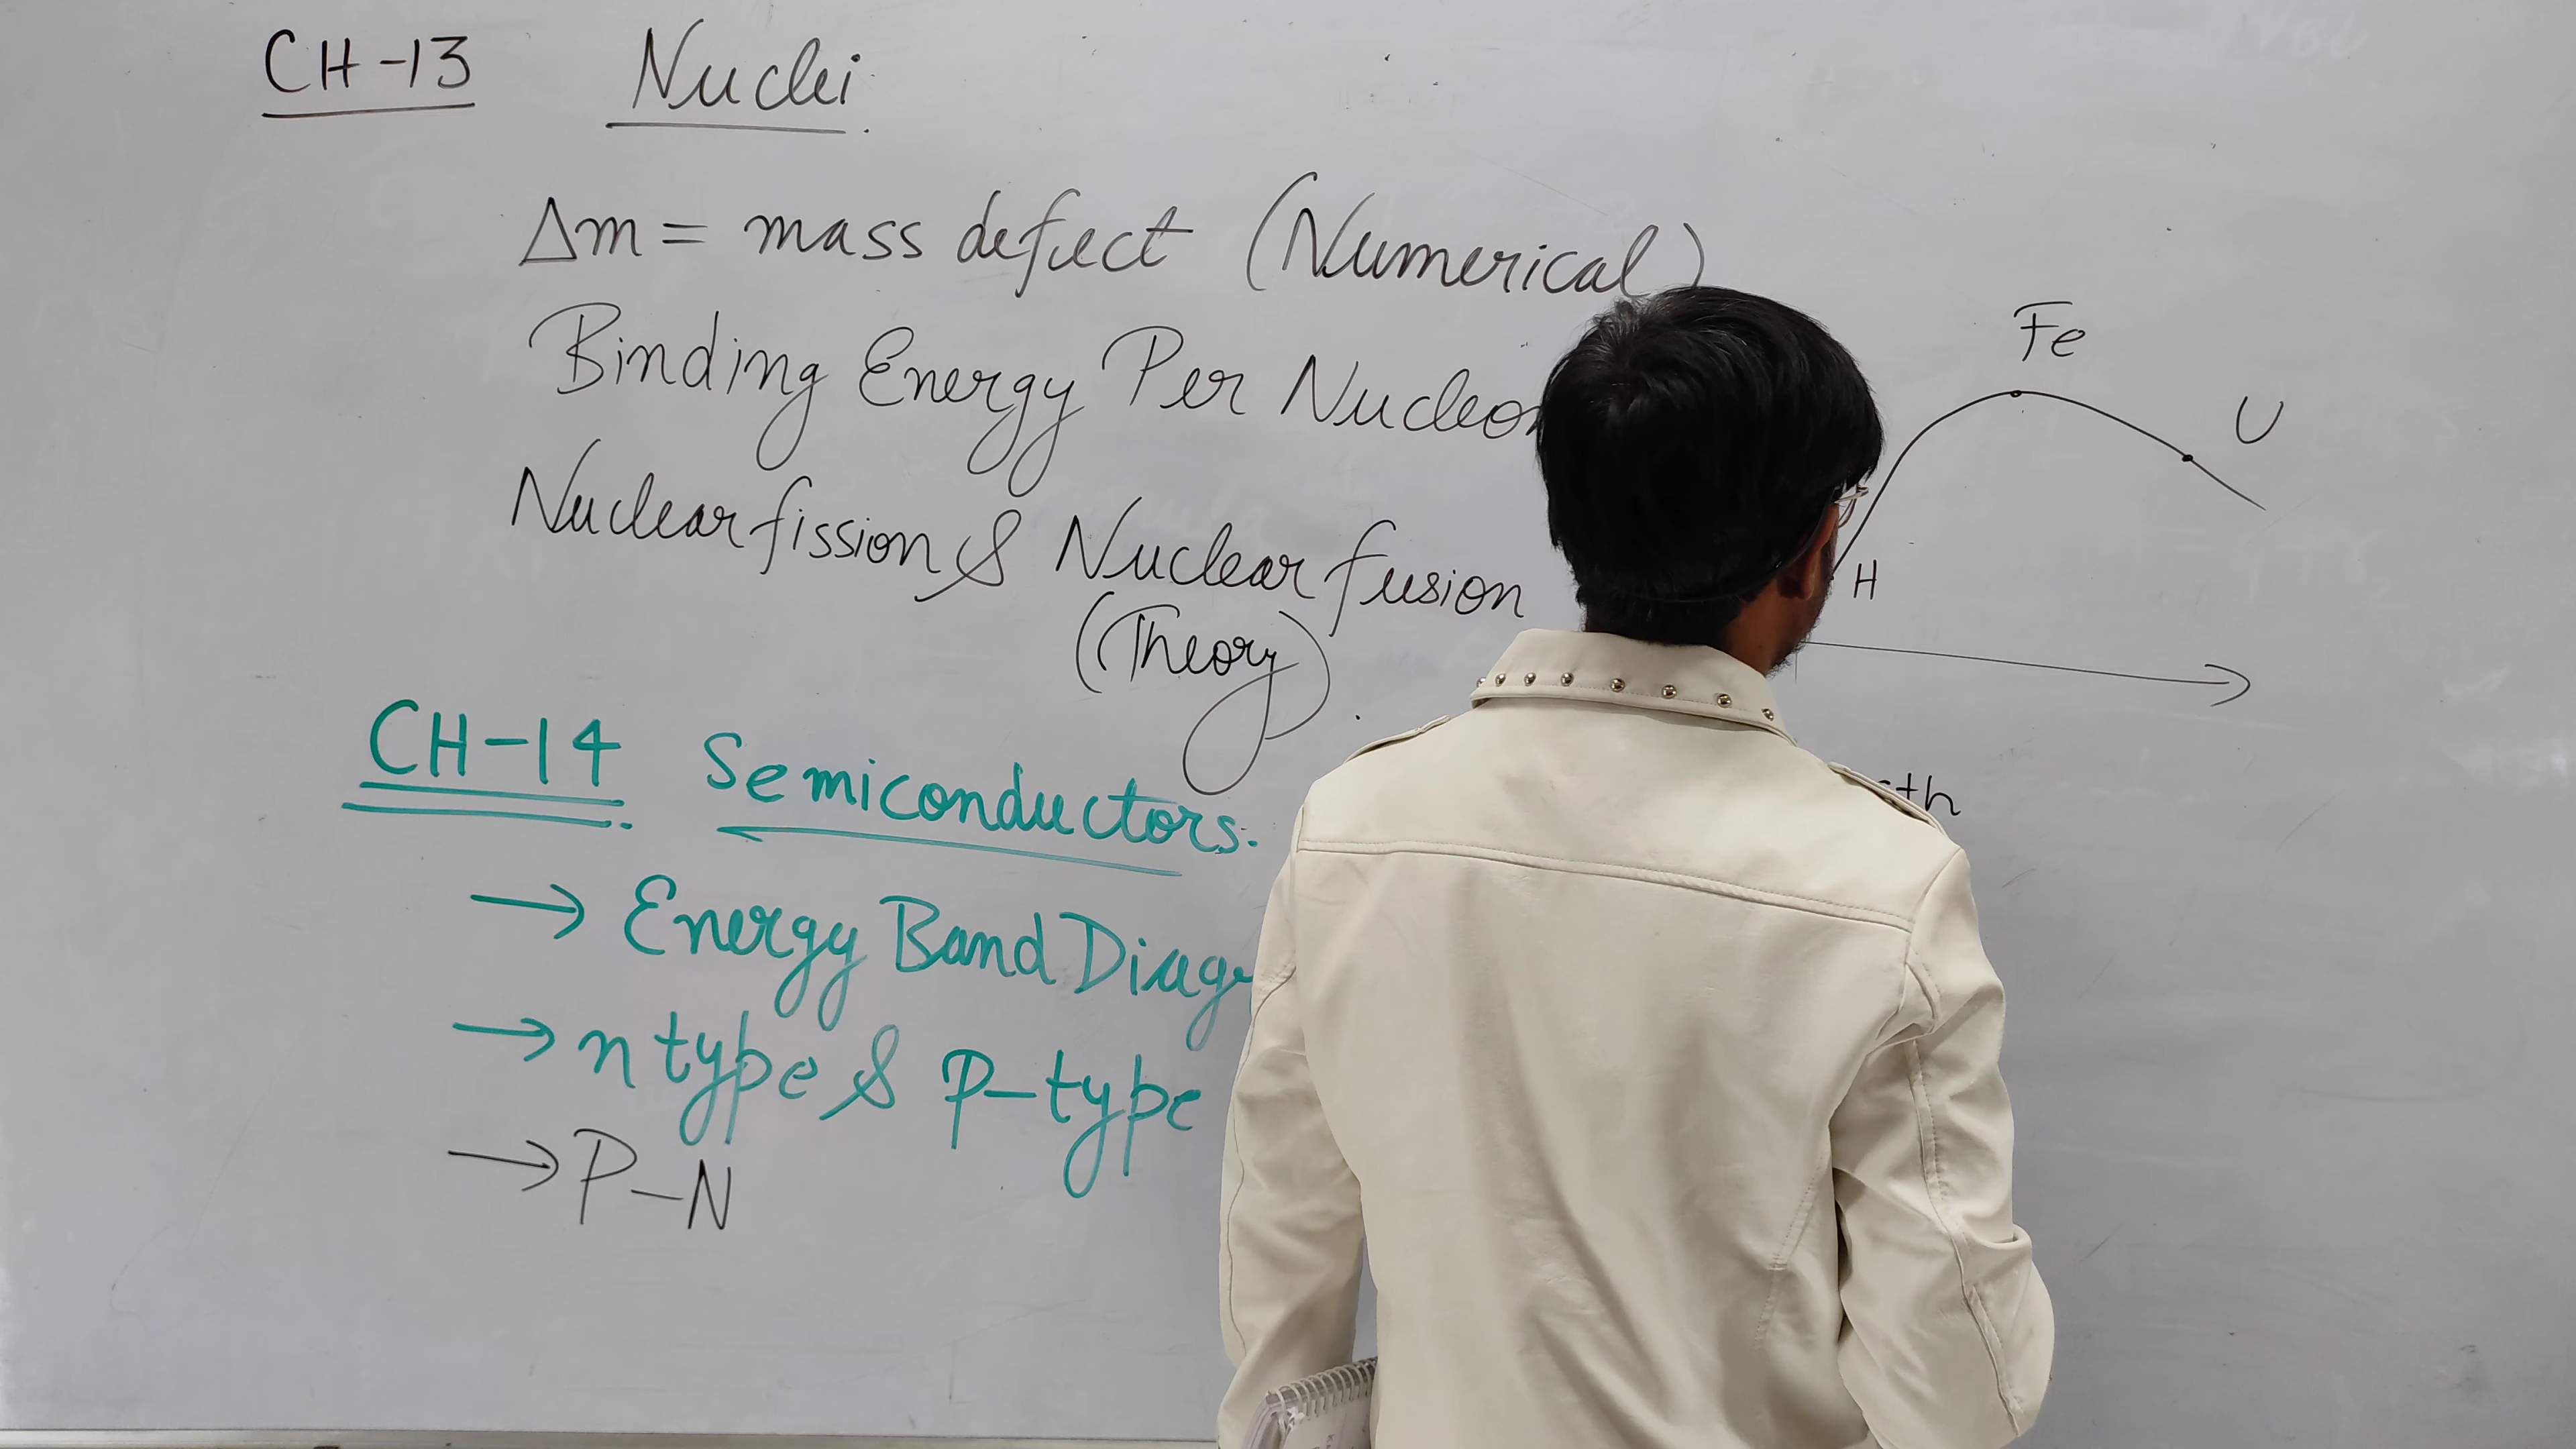 CH-13 Nuclei
Δm = mass defect (Numerical)
Binding Energy Per Nucleon
Nuclear fission & Nuclear fusion
(Theory)
Fe
U
H
CH-14 Semiconductors.
→ Energy Band Diag
→ n type & P-type
→ P-N